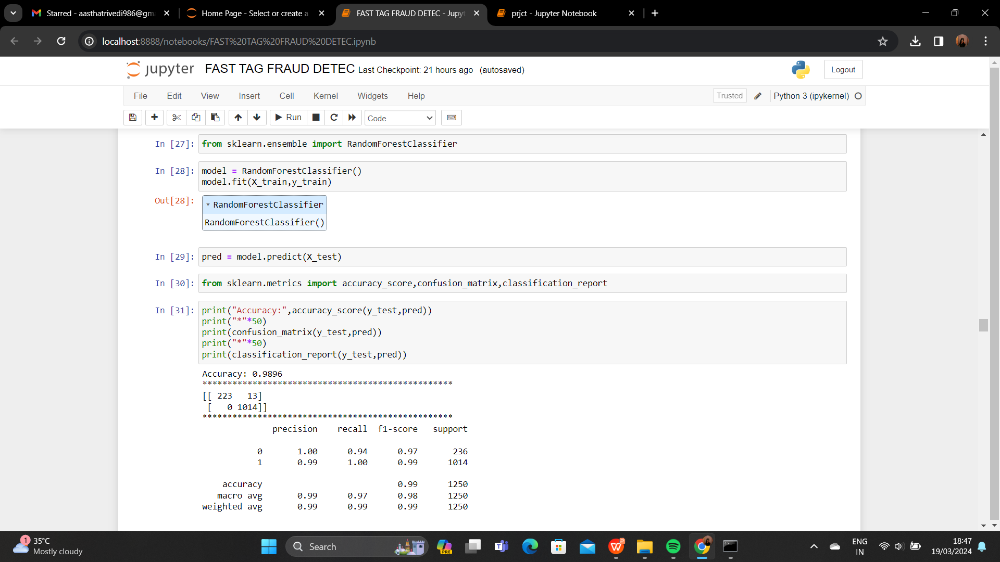 Starred - aasthatrivedi986@gm
Home Page - Select or create a
FAST TAG FRAUD DETEC - Jupyt
prjct - Jupyter Notebook
localhost:8888/notebooks/FAST%20TAG%20FRAUD%20DETEC.ipynb
jupyter FAST TAG FRAUD DETEC Last Checkpoint: 21 hours ago (autosaved)
Logout
File Edit View Insert Cell Kernel Widgets Help
Trusted
Python 3 (ipykernel)
Run
Code
In [27]: from sklearn.ensemble import RandomForestClassifier
In [28]: model = RandomForestClassifier()
model.fit(X_train,y_train)
Out[28]: RandomForestClassifier
RandomForestClassifier()
In [29]: pred = model.predict(X_test)
In [30]: from sklearn.metrics import accuracy_score,confusion_matrix,classification_report
In [31]: print("Accuracy:",accuracy_score(y_test,pred))
print("*"*50)
print(confusion_matrix(y_test,pred))
print("*"*50)
print(classification_report(y_test,pred))
Accuracy: 0.9896
**************************************************
[[ 223   13]
 [   0 1014]]
**************************************************
precision recall f1-score support
0 1.00 0.94 0.97 236
1 0.99 1.00 0.99 1014
accuracy 0.99 1250
macro avg 0.99 0.97 0.98 1250
weighted avg 0.99 0.99 0.99 1250
1
35°C
Mostly cloudy
Search
PRE
ENG
IN
18:47
19/03/2024